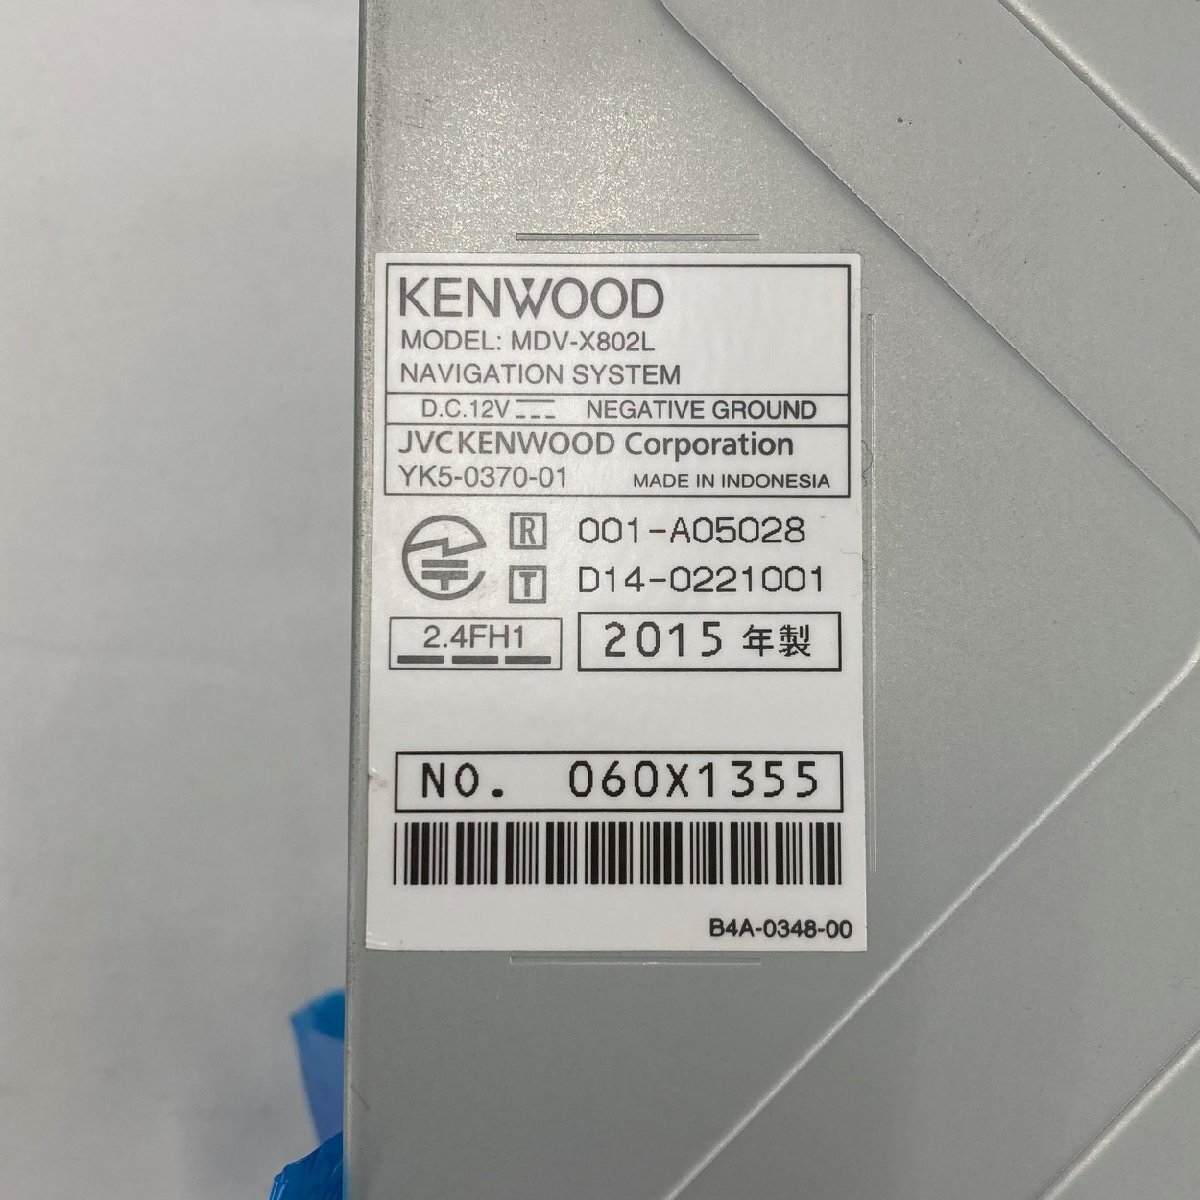 KENWOOD
MODEL: MDV-X802L
NAVIGATION SYSTEM
D.C.12V NEGATIVE GROUND
JVCKENWOOD Corporation
YK5-0370-01 MADE IN INDONESIA
R 001-A05028
T D14-0221001
2.4FH1 2015 年製
NO. 060X1355
B4A-0348-00